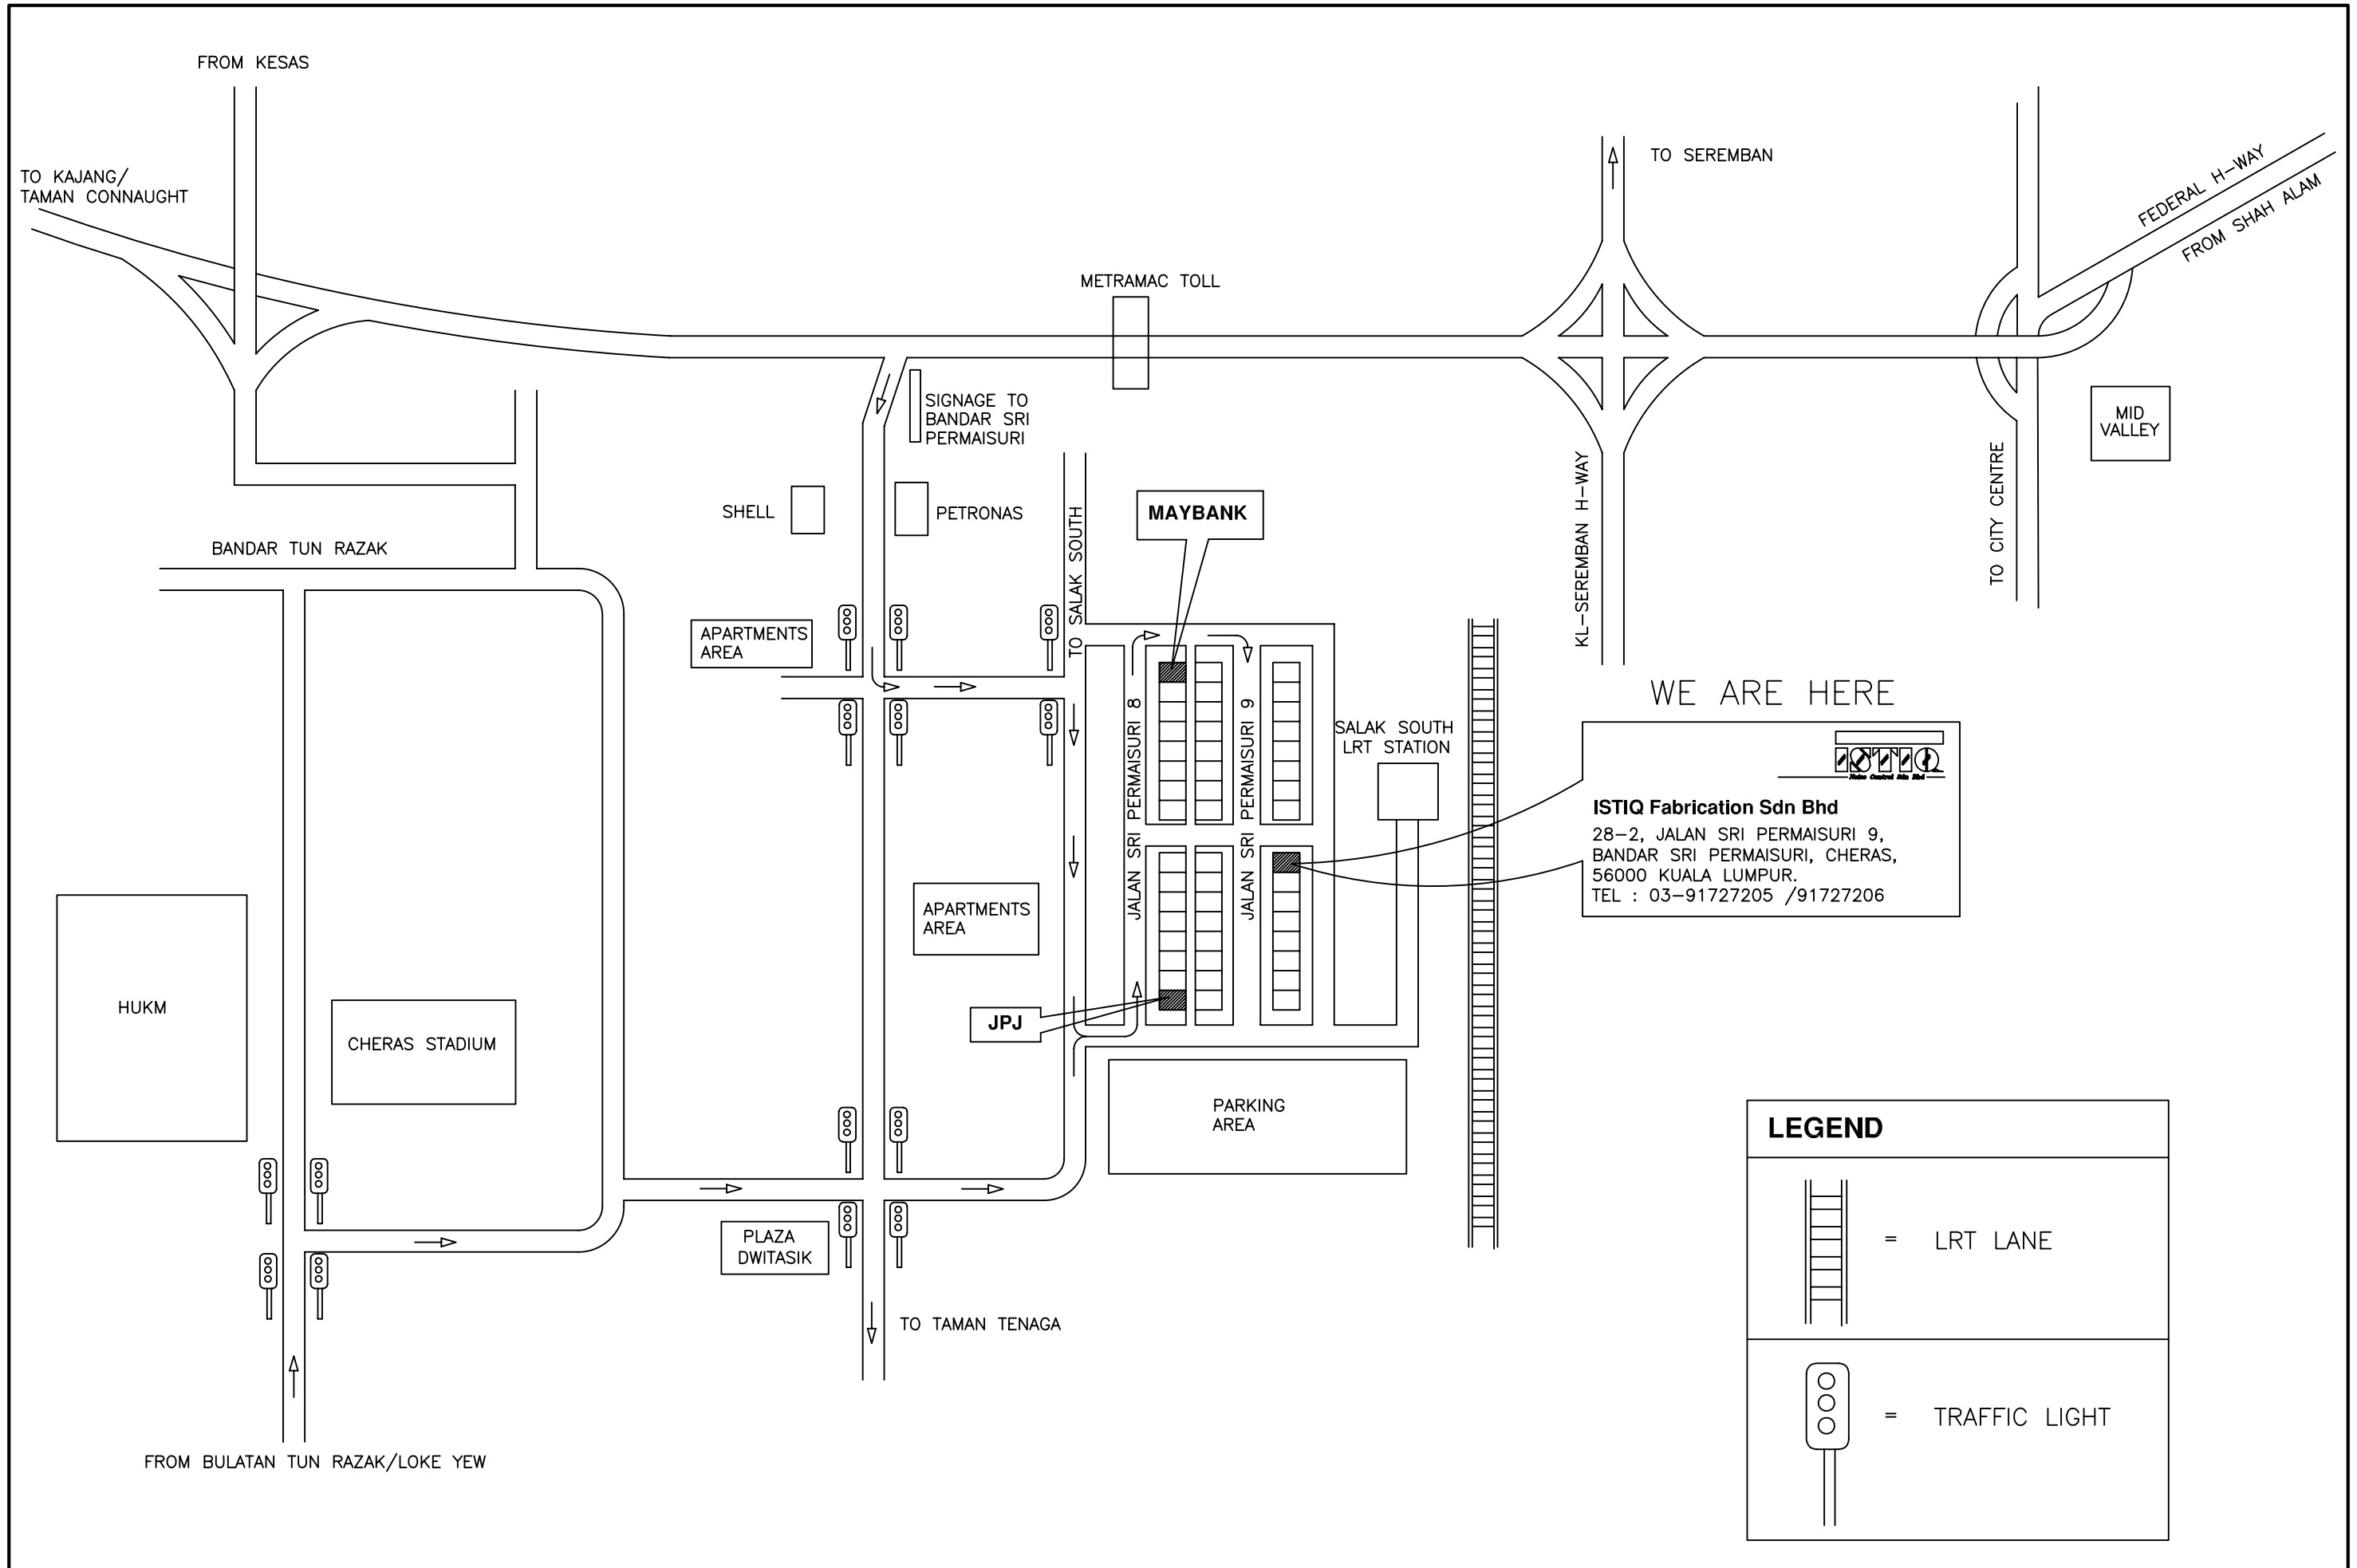 FROM KESAS
TO KAJANG/
TAMAN CONNAUGHT
TO SEREMBAN
FEDERAL H-WAY
FROM SHAH ALAM
METRAMAC TOLL
SIGNAGE TO
BANDAR SRI
PERMAISURI
MID
VALLEY
SHELL
PETRONAS
MAYBANK
TO SALAK SOUTH
KL-SEREMBAN H-WAY
TO CITY CENTRE
BANDAR TUN RAZAK
APARTMENTS
AREA
JALAN SRI PERMAISURI 8
JALAN SRI PERMAISURI 9
SALAK SOUTH
LRT STATION
WE ARE HERE
ISTIQ
Noise Control Sdn Bhd
ISTIQ Fabrication Sdn Bhd
28-2, JALAN SRI PERMAISURI 9,
BANDAR SRI PERMAISURI, CHERAS,
56000 KUALA LUMPUR.
TEL : 03-91727205 /91727206
APARTMENTS
AREA
HUKM
CHERAS STADIUM
JPJ
PARKING
AREA
PLAZA
DWITASIK
TO TAMAN TENAGA
FROM BULATAN TUN RAZAK/LOKE YEW
LEGEND
= LRT LANE
= TRAFFIC LIGHT